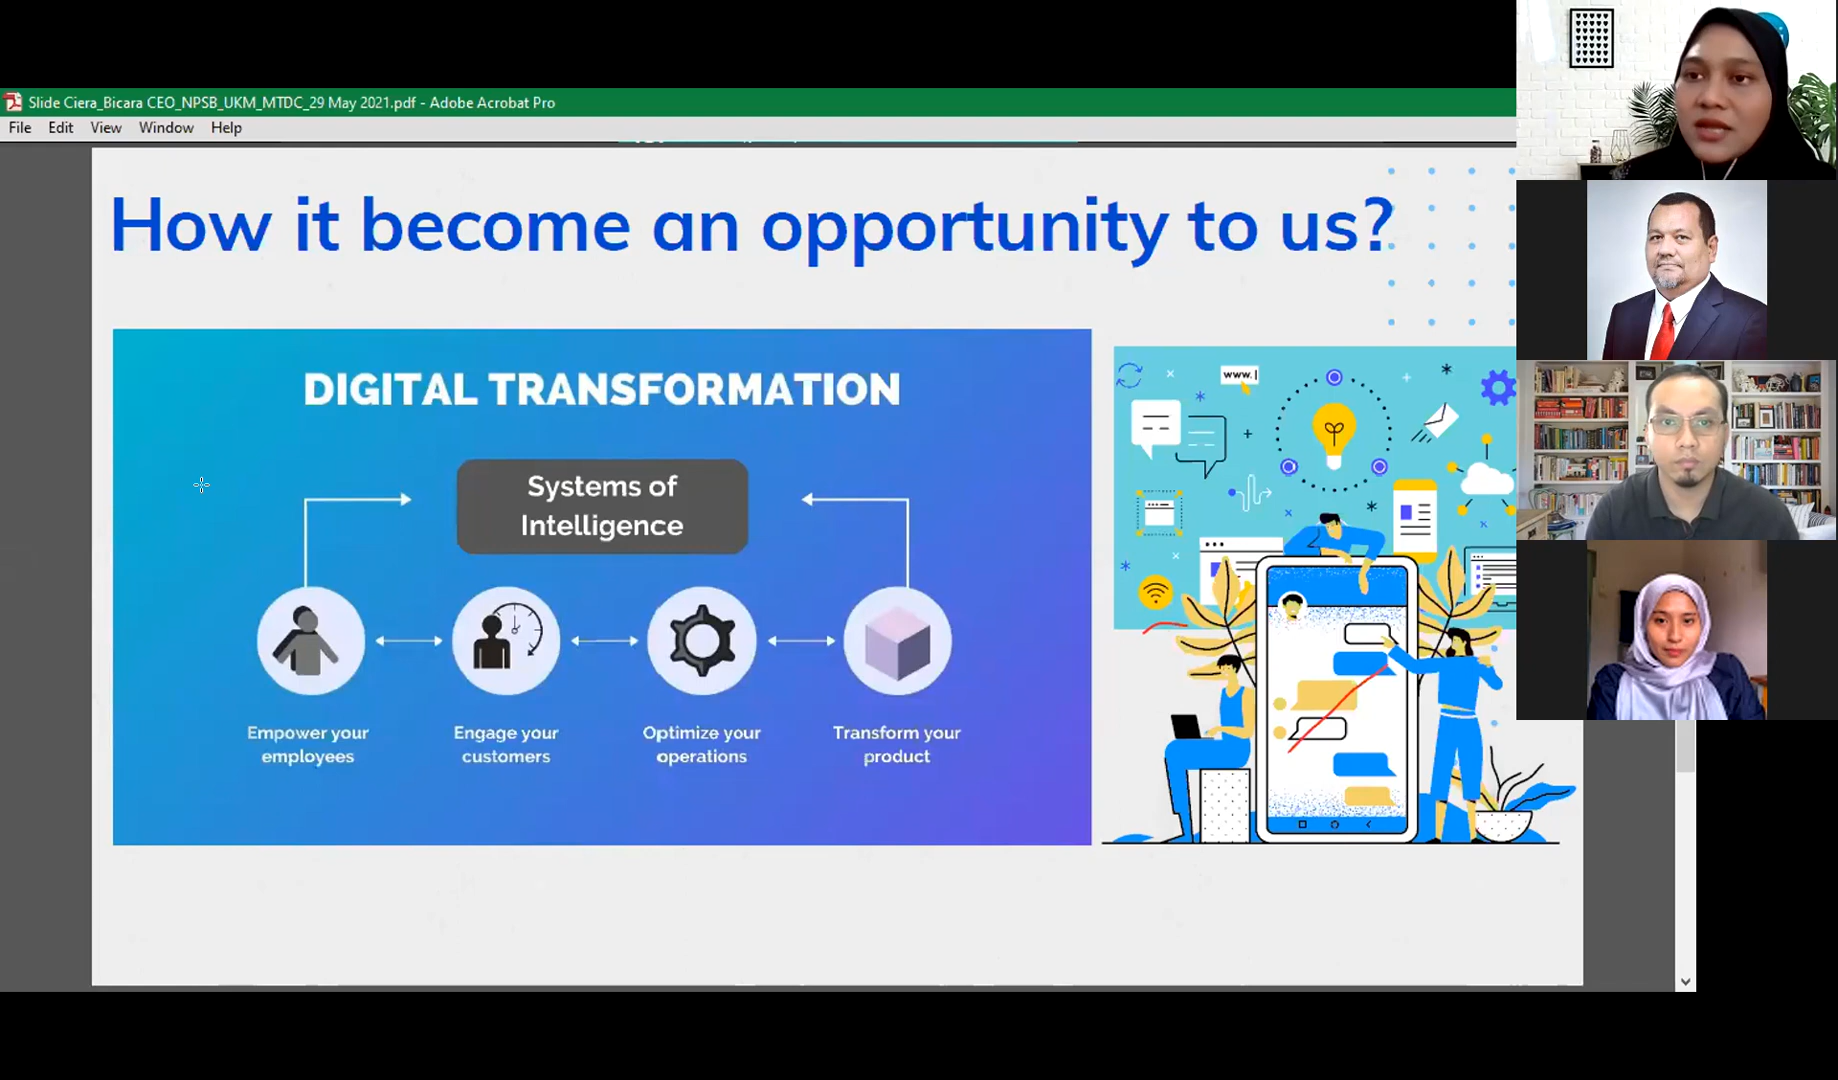 Slide Ciera_Bicara CEO_NPSB_UKM_MTDC_29 May 2021.pdf - Adobe Acrobat Pro
File Edit View Window Help
How it become an opportunity to us?
DIGITAL TRANSFORMATION
Systems of
Intelligence
Empower your
employees
Engage your
customers
Optimize your
operations
Transform your
product
www.|